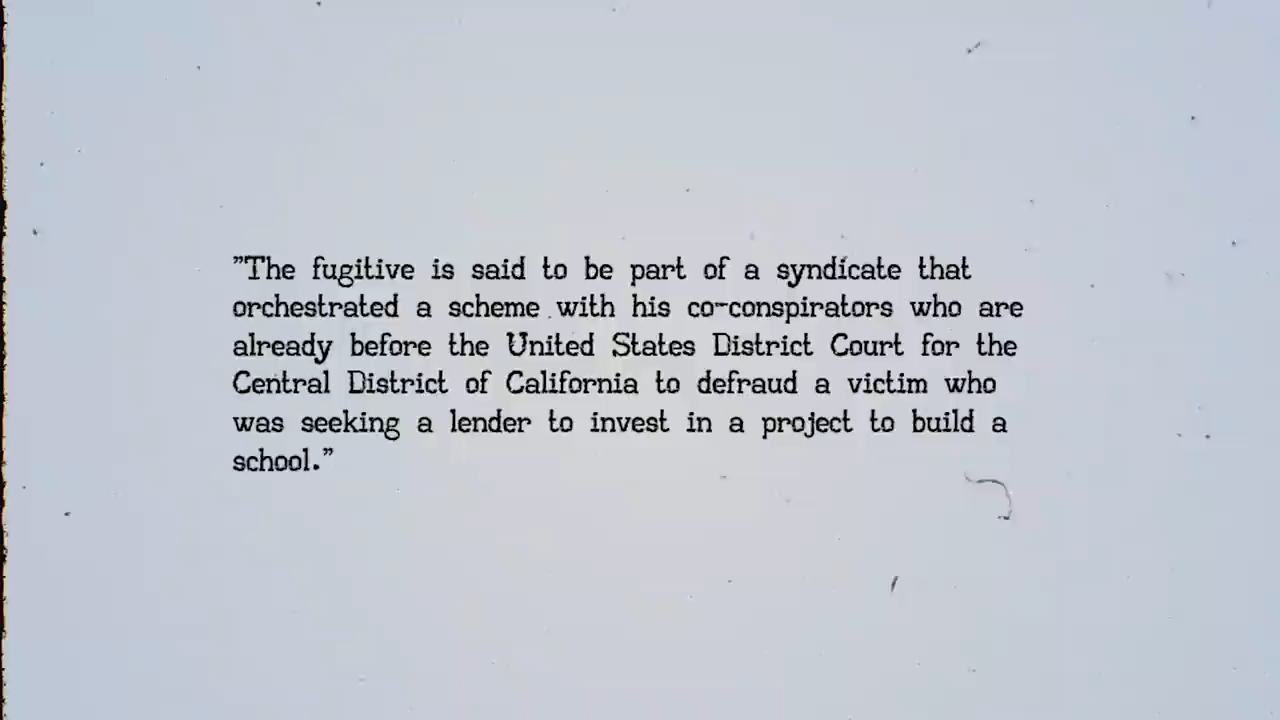 ”The fugitive is said to be part of a syndicate that
orchestrated a scheme with his co-conspirators who are
already before the United States District Court for the
Central District of California to defraud a victim who
was seeking a lender to invest in a project to build a
school.”